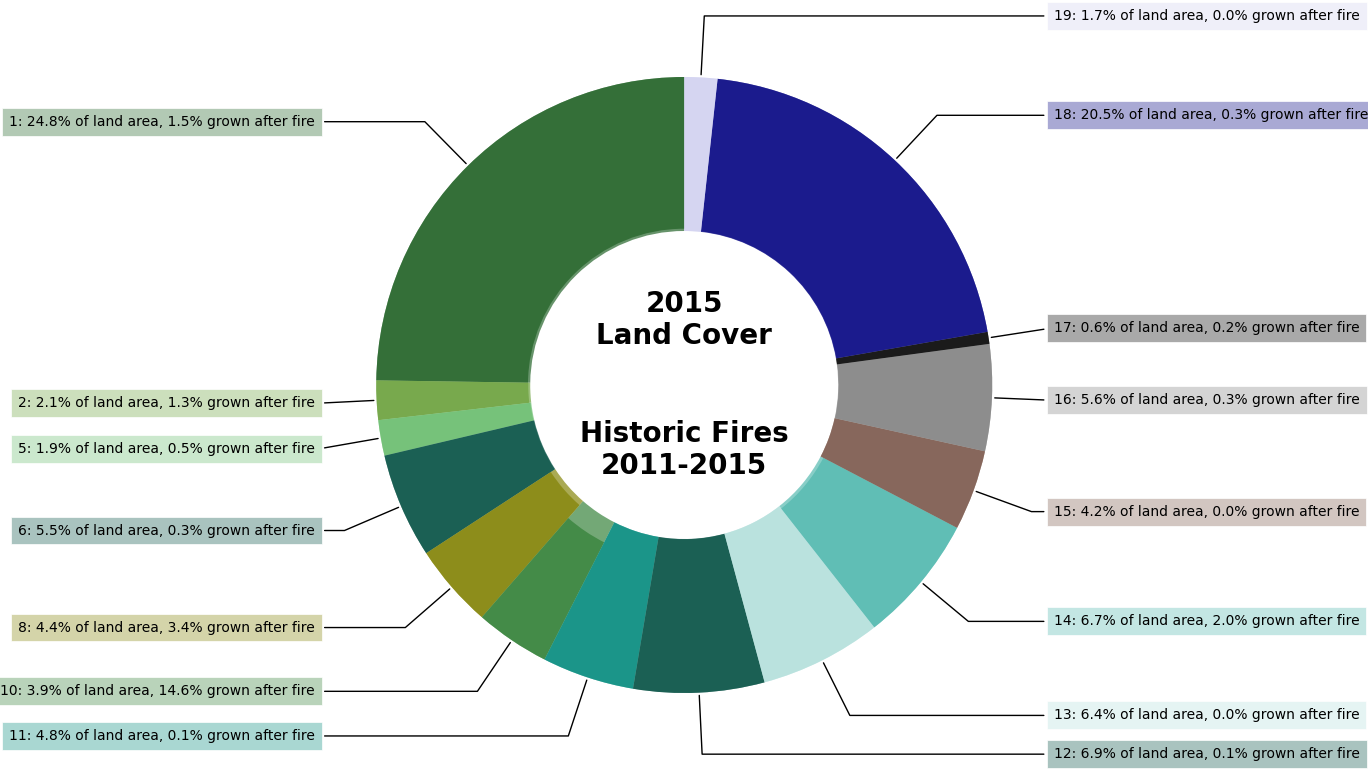 19: 1.7% of land area, 0.0% grown after fire
18: 20.5% of land area, 0.3% grown after fire
1: 24.8% of land area, 1.5% grown after fire
2015
Land Cover
17: 0.6% of land area, 0.2% grown after fire
16: 5.6% of land area, 0.3% grown after fire
2: 2.1% of land area, 1.3% grown after fire
5: 1.9% of land area, 0.5% grown after fire
Historic Fires
2011-2015
15: 4.2% of land area, 0.0% grown after fire
6: 5.5% of land area, 0.3% grown after fire
14: 6.7% of land area, 2.0% grown after fire
8: 4.4% of land area, 3.4% grown after fire
10: 3.9% of land area, 14.6% grown after fire
13: 6.4% of land area, 0.0% grown after fire
11: 4.8% of land area, 0.1% grown after fire
12: 6.9% of land area, 0.1% grown after fire